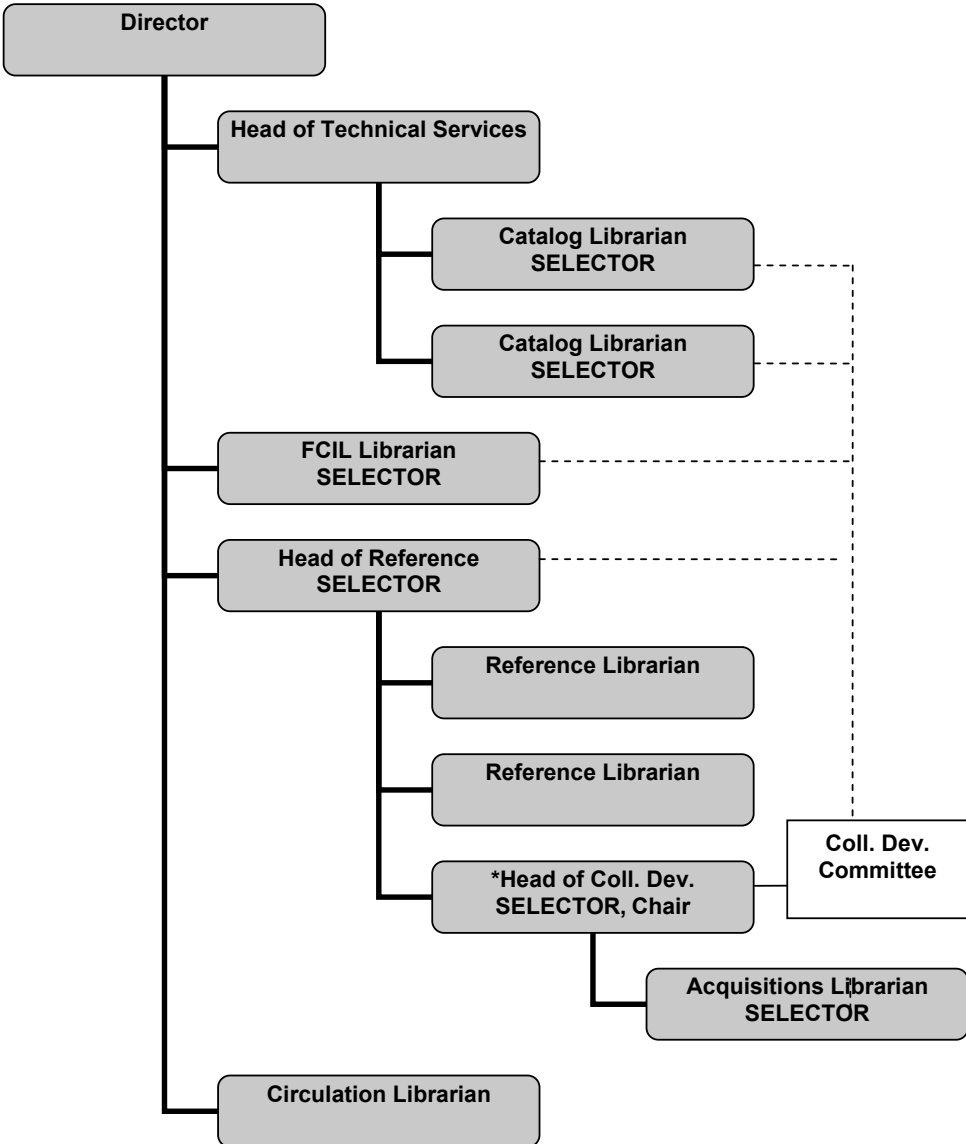 Director
Head of Technical Services
Catalog Librarian
SELECTOR
Catalog Librarian
SELECTOR
FCIL Librarian
SELECTOR
Head of Reference
SELECTOR
Reference Librarian
Reference Librarian
*Head of Coll. Dev.
SELECTOR, Chair
Coll. Dev.
Committee
Acquisitions Librarian
SELECTOR
Circulation Librarian